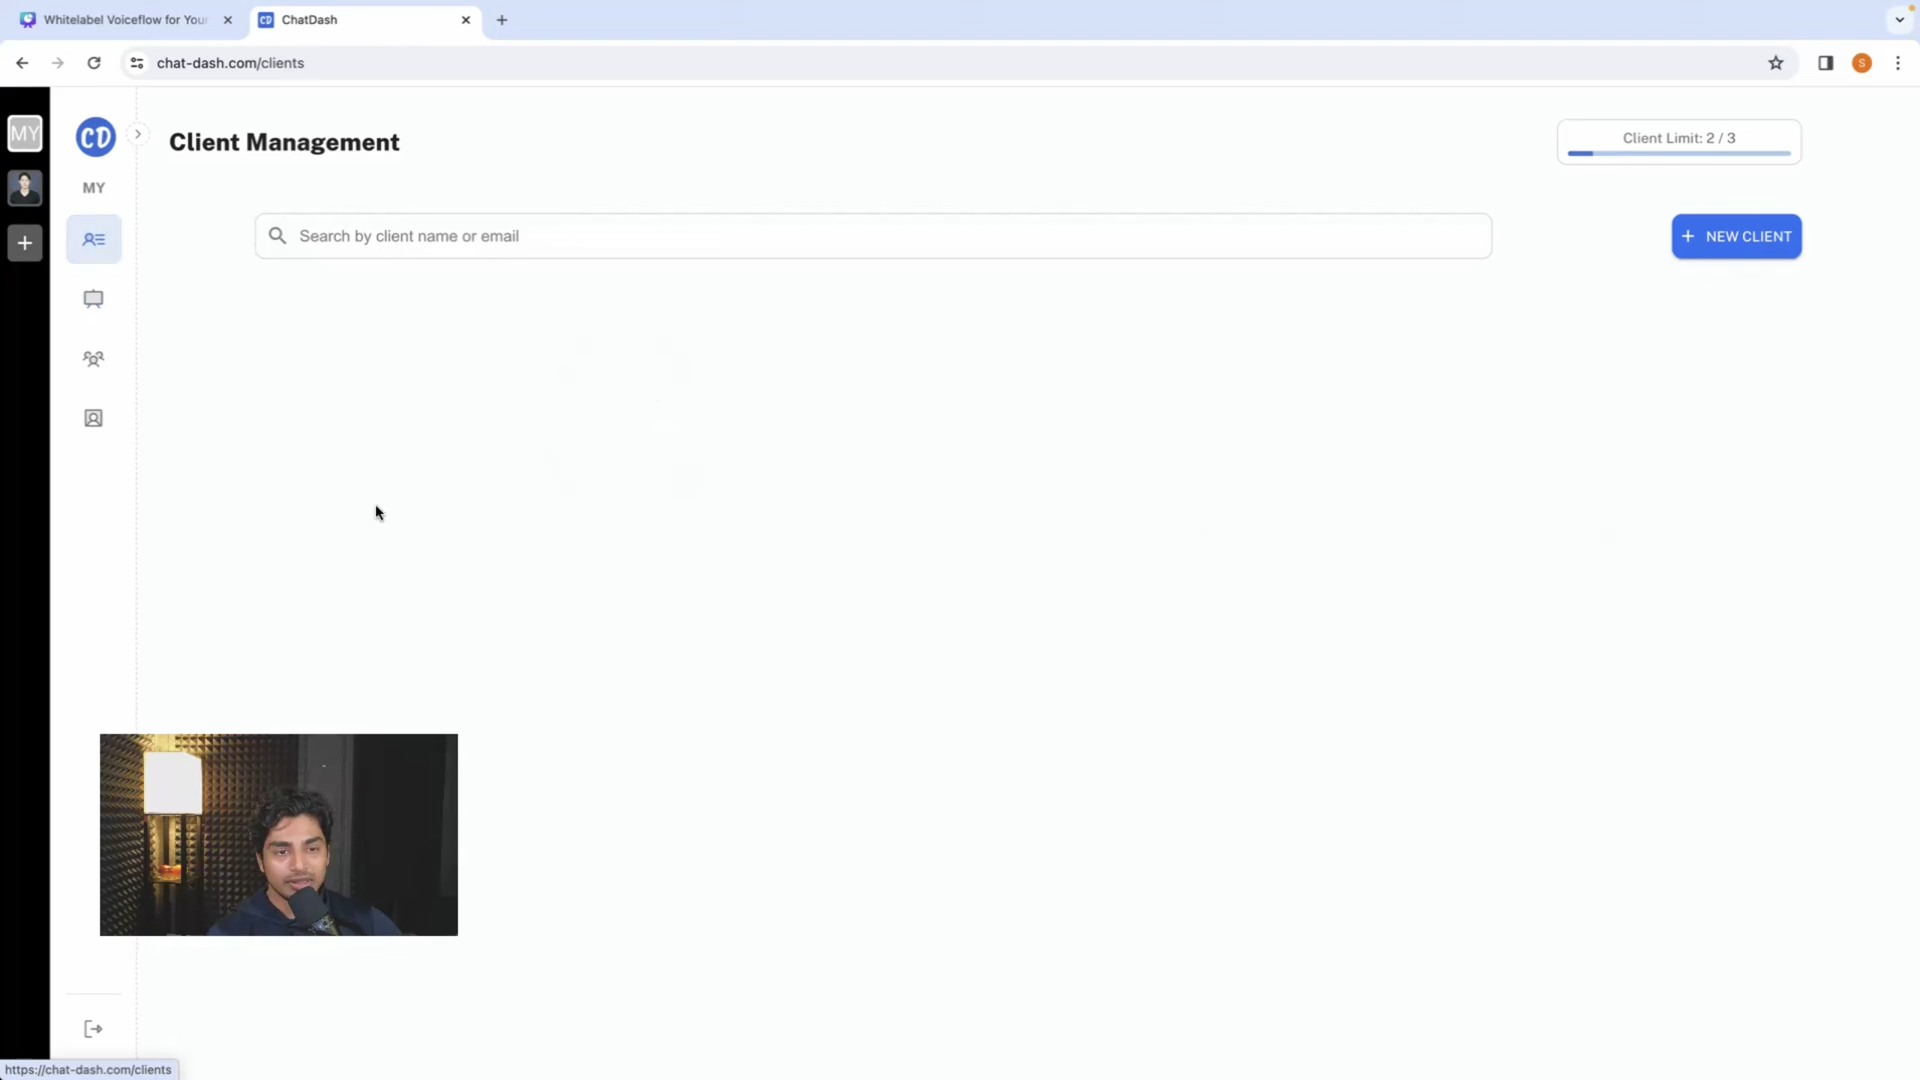 Whitelabel Voiceflow for Your
ChatDash
chat-dash.com/clients
S
MY
CD
Client Management
Client Limit: 2 / 3
MY
Search by client name or email
+ NEW CLIENT
https://chat-dash.com/clients